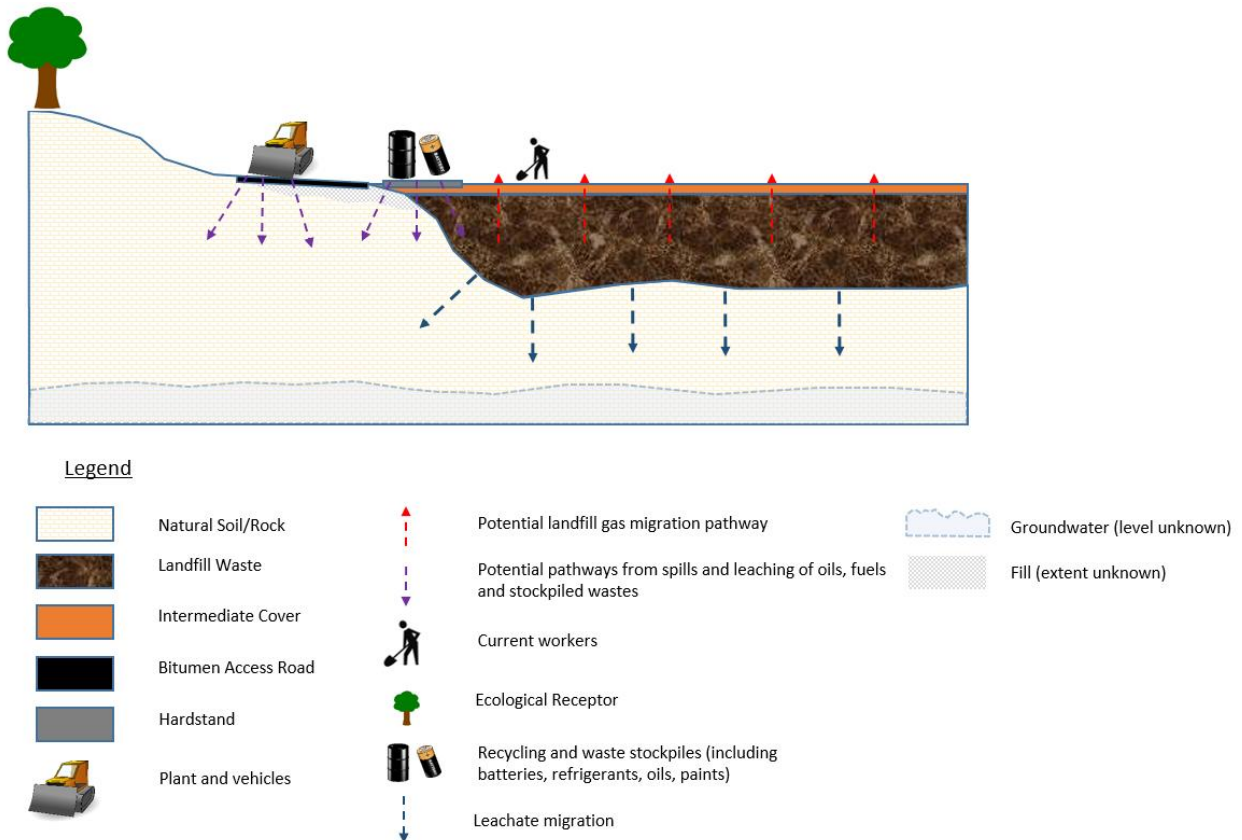 Legend
Natural Soil/Rock
Landfill Waste
Intermediate Cover
Bitumen Access Road
Hardstand
Plant and vehicles
Potential landfill gas migration pathway
Potential pathways from spills and leaching of oils, fuels
and stockpiled wastes
Current workers
Ecological Receptor
Recycling and waste stockpiles (including
batteries, refrigerants, oils, paints)
Leachate migration
Groundwater (level unknown)
Fill (extent unknown)